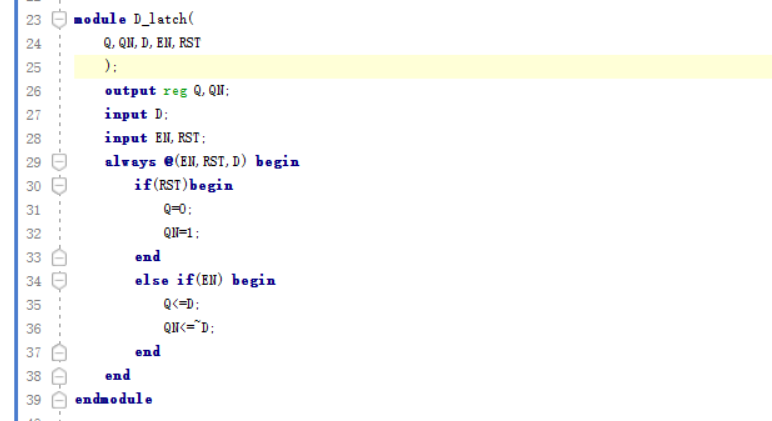 23 module D_latch(
24 Q,QN,D,EN,RST
25 );
26 output reg Q,QN;
27 input D;
28 input EN,RST;
29 always @(EN,RST,D) begin
30 if(RST)begin
31 Q=0;
32 QN=1;
33 end
34 else if(EN) begin
35 Q<=D;
36 QN<=~D;
37 end
38 end
39 endmodule